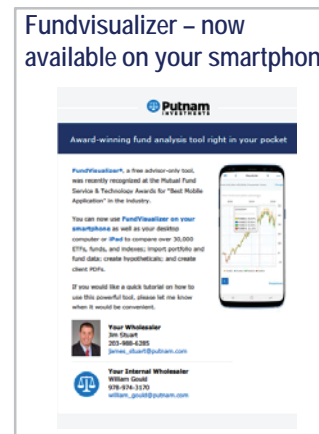 Fundvisualizer – now
available on your smartphon
Putnam
INVESTMENTS
Award-winning fund analysis tool right in your pocket
FundVisualizer®, a free advisor-only tool,
was recently recognized at the Mutual Fund
Service & Technology Awards for "Best Mobile
Application" in the industry.
You can now use FundVisualizer on your
smartphone as well as your desktop
computer or iPad to compare over 30,000
ETFs, funds, and indexes; import portfolio and
fund data; create hypotheticals; and create
client PDFs.
If you would like a quick tutorial on how to
use this powerful tool, please let me know
when it would be convenient.
Your Wholesaler
Jim Stuart
203-988-6285
james_stuart@putnam.com
Your Internal Wholesaler
William Gould
978-974-3170
william_gould@putnam.com